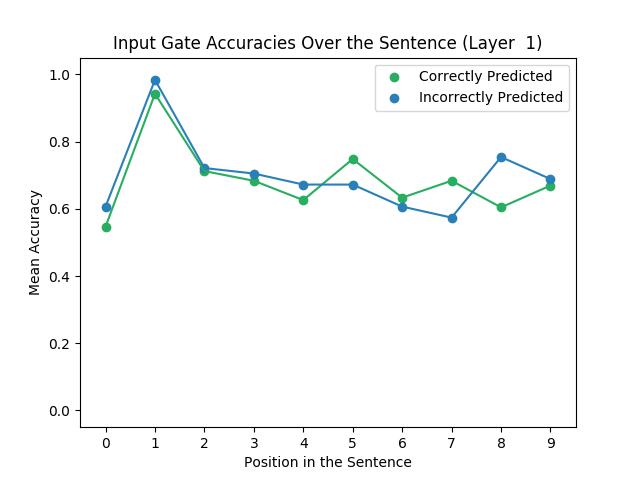 Input Gate Accuracies Over the Sentence (Layer  1)
Correctly Predicted
Incorrectly Predicted
1.0
0.8
0.6
0.4
0.2
0.0
Mean Accuracy
0 1 2 3 4 5 6 7 8 9
Position in the Sentence